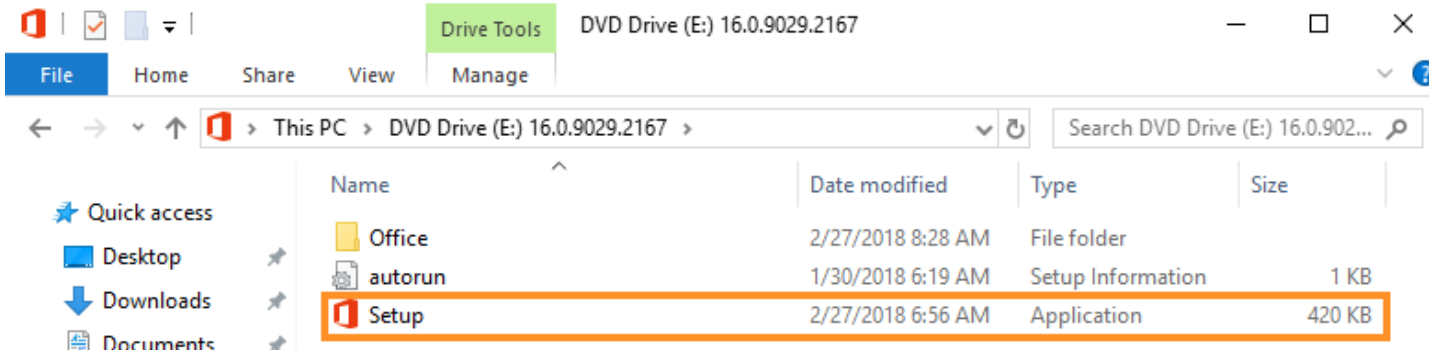 Drive Tools DVD Drive (E:) 16.0.9029.2167
File Home Share View Manage
This PC > DVD Drive (E:) 16.0.9029.2167 > Search DVD Drive (E:) 16.0.902...
Name Date modified Type Size
Quick access
Office 2/27/2018 8:28 AM File folder
Desktop
autorun 1/30/2018 6:19 AM Setup Information 1 KB
Downloads
Setup 2/27/2018 6:56 AM Application 420 KB
Documents